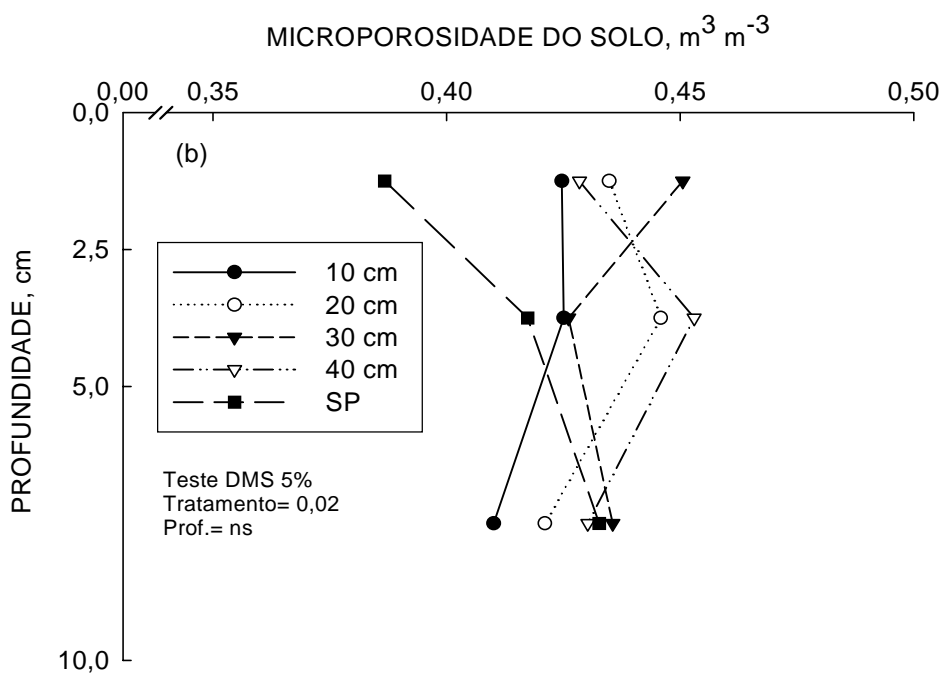 MICROPOROSIDADE DO SOLO, m³ m⁻³
0,00 0,35 0,40 0,45 0,50
0,0
(b)
2,5
10 cm
20 cm
30 cm
40 cm
SP
5,0
PROFUNDIDADE, cm
Teste DMS 5%
Tratamento= 0,02
Prof.= ns
10,0